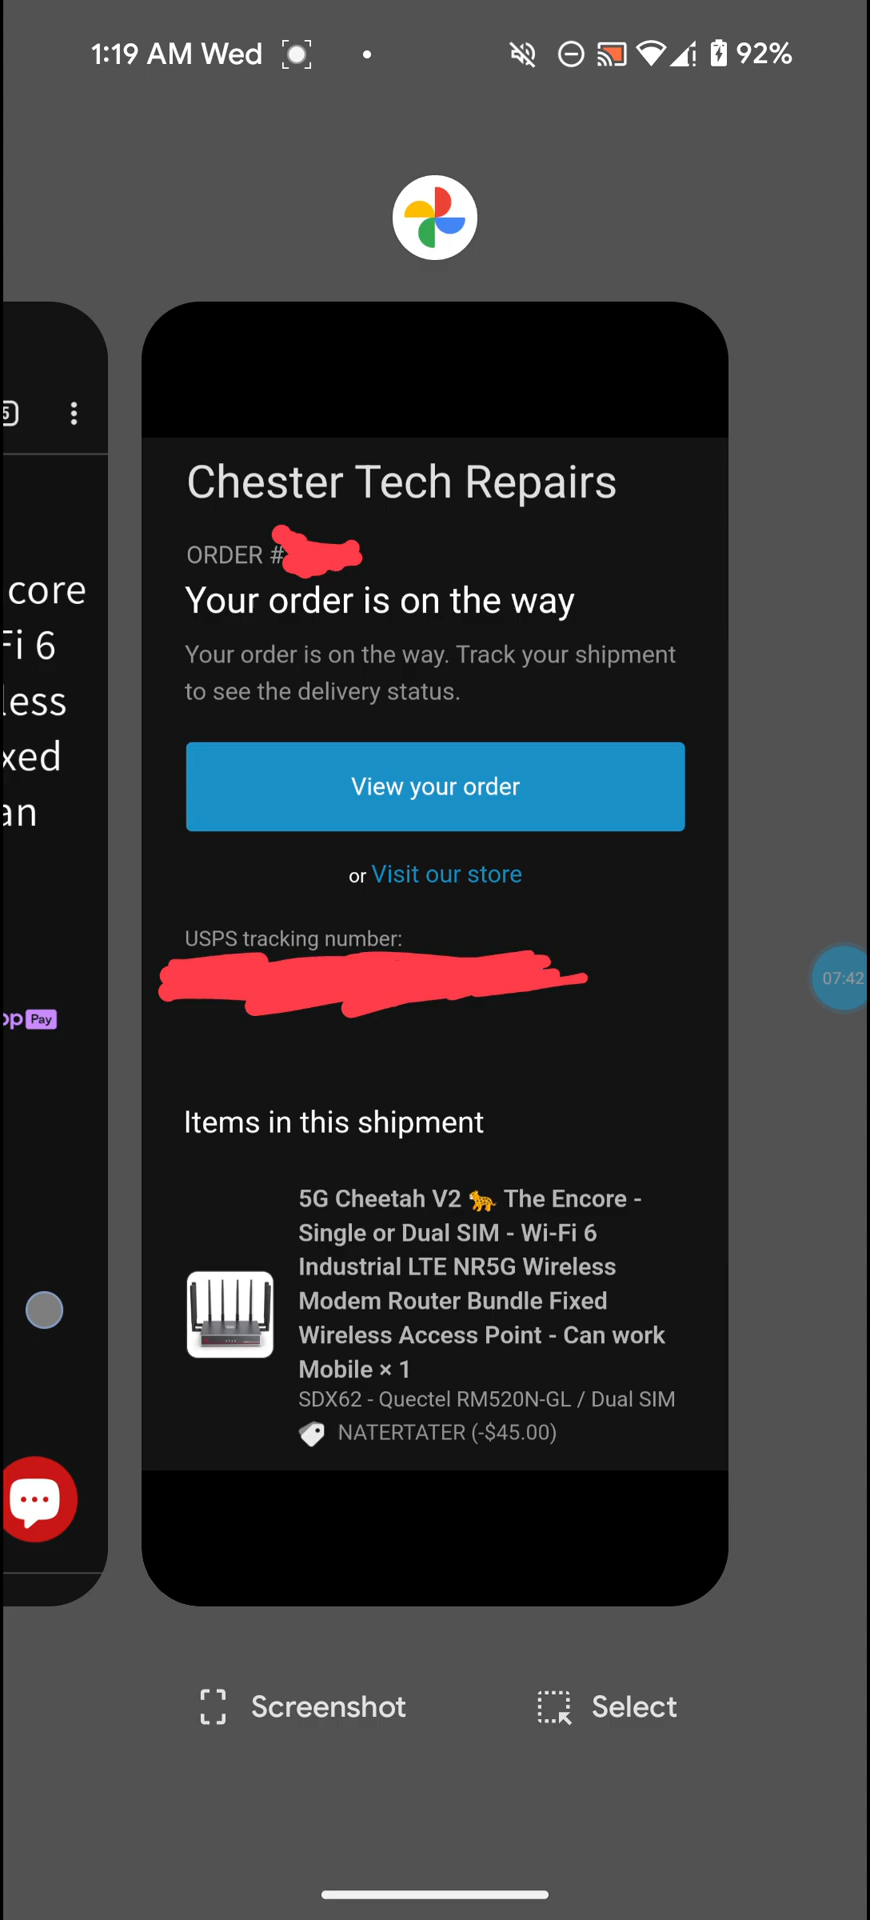 1:19 AM Wed
92%
core
Fi 6
less
xed
an
op Pay
Chester Tech Repairs
ORDER #
Your order is on the way
Your order is on the way. Track your shipment
to see the delivery status.
View your order
or Visit our store
USPS tracking number:
07:42
Items in this shipment
5G Cheetah V2 🐆 The Encore -
Single or Dual SIM - Wi-Fi 6
Industrial LTE NR5G Wireless
Modem Router Bundle Fixed
Wireless Access Point - Can work
Mobile × 1
SDX62 - Quectel RM520N-GL / Dual SIM
NATERTATER (-$45.00)
Screenshot
Select